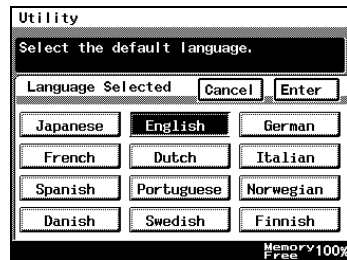 Utility
Select the default language.
Language Selected Cancel Enter
Japanese English German
French Dutch Italian
Spanish Portuguese Norwegian
Danish Swedish Finnish
Memory Free 100%